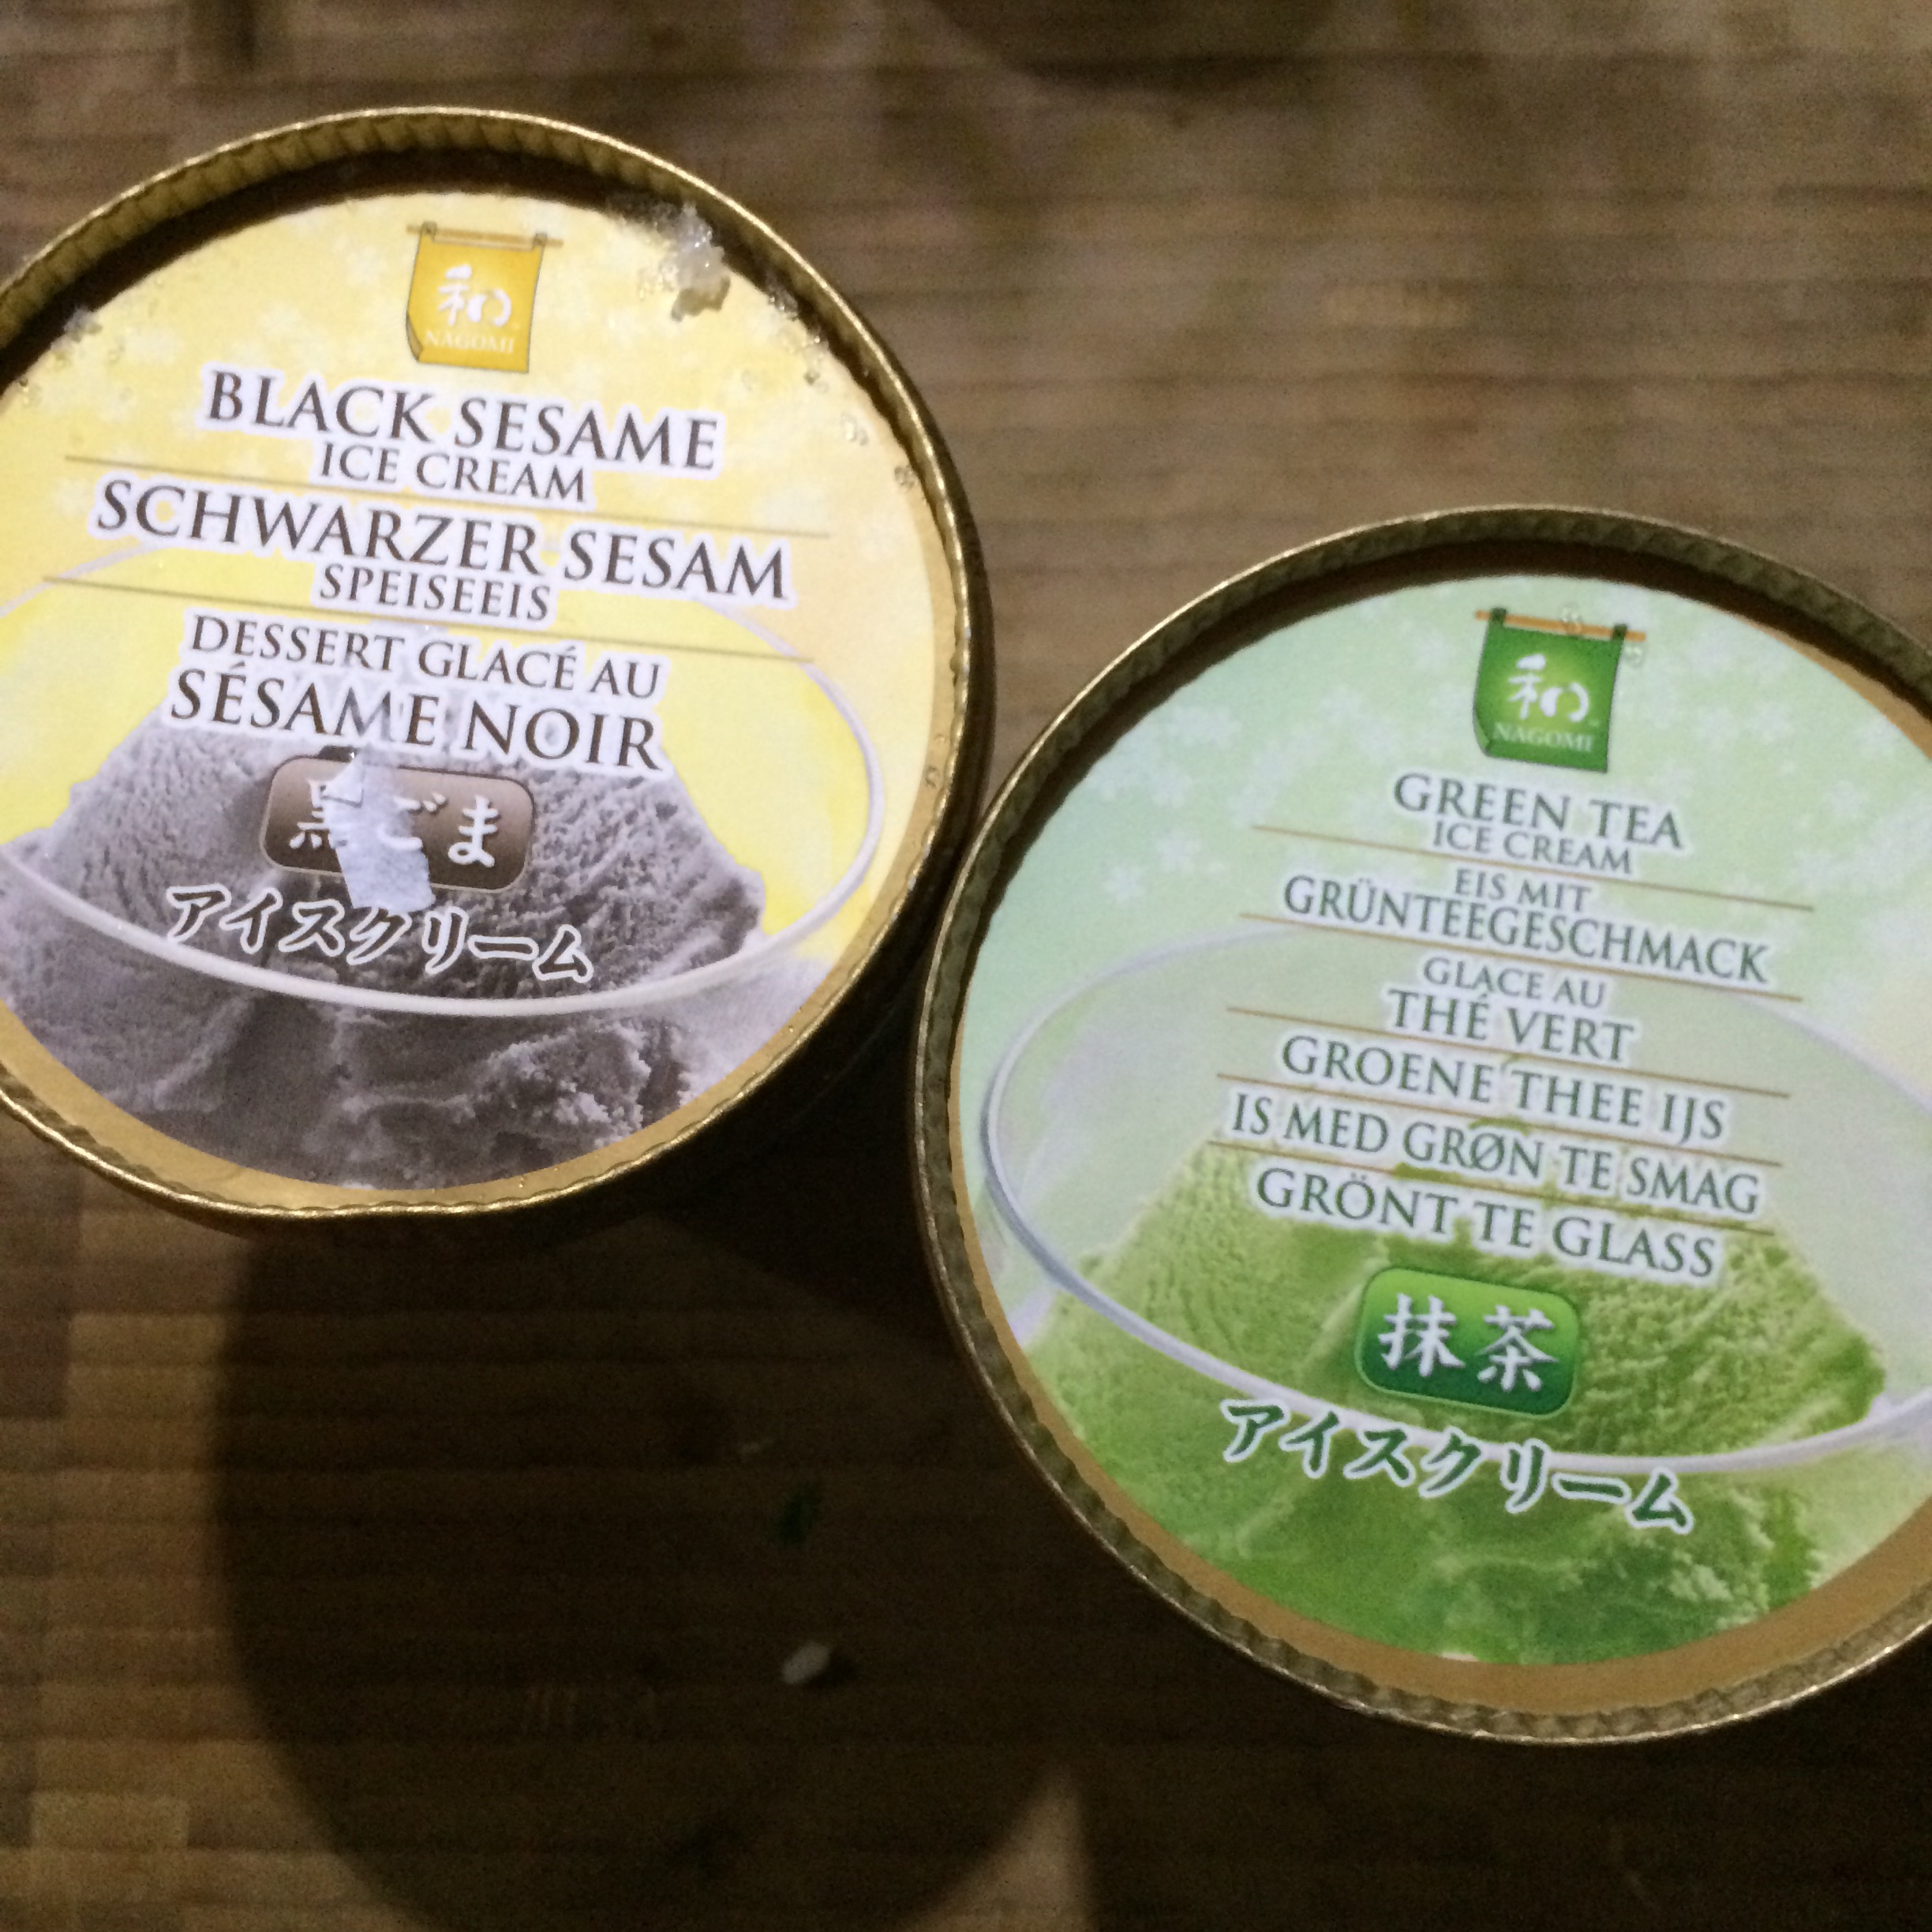 和
NAGOMI
BLACK SESAME
ICE CREAM
SCHWARZER SESAM
SPEISEEIS
DESSERT GLACÉ AU
SÉSAME NOIR
黒ごま
アイスクリーム
和
NAGOMI
GREEN TEA
ICE CREAM
EIS MIT
GRÜNTEEGESCHMACK
GLACE AU
THÉ VERT
GROENE THEE IJS
IS MED GRØN TE SMAG
GRÖNT TE GLASS
抹茶
アイスクリーム